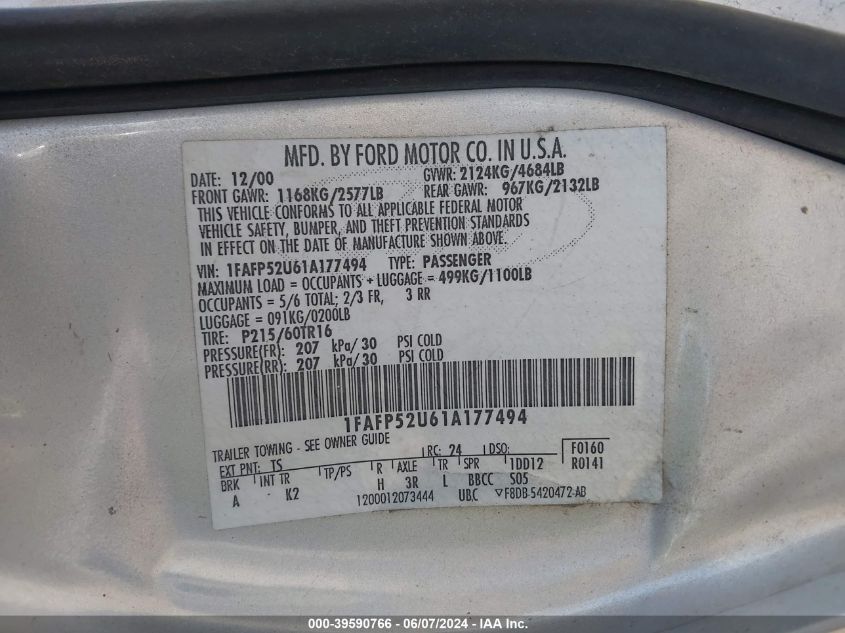 MFD. BY FORD MOTOR CO. IN U.S.A.
DATE: 12/00 GVWR: 2124KG/4684LB
FRONT GAWR: 1168KG/2577LB REAR GAWR: 967KG/2132LB
THIS VEHICLE CONFORMS TO ALL APPLICABLE FEDERAL MOTOR
VEHICLE SAFETY, BUMPER, AND THEFT PREVENTION STANDARDS
IN EFFECT ON THE DATE OF MANUFACTURE SHOWN ABOVE.
VIN: 1FAFP52U61A177494 TYPE: PASSENGER
MAXIMUM LOAD = OCCUPANTS + LUGGAGE = 499KG/1100LB
OCCUPANTS = 5/6 TOTAL; 2/3 FR, 3 RR
LUGGAGE = 091KG/0200LB
TIRE: P215/60TR16
PRESSURE(FR): 207 kPa/30 PSI COLD
PRESSURE(RR): 207 kPa/30 PSI COLD
1FAFP52U61A177494
TRAILER TOWING - SEE OWNER GUIDE
EXT PNT: TS RC: 24 DSO: F0160
BRK INT TR TP/PS R AXLE TR SPR 1DD12 R0141
A K2 H 3R L BBCC S05
1200012073444 UBC ▽F8DB-5420472-AB
000-39590766 - 06/07/2024 - IAA Inc.